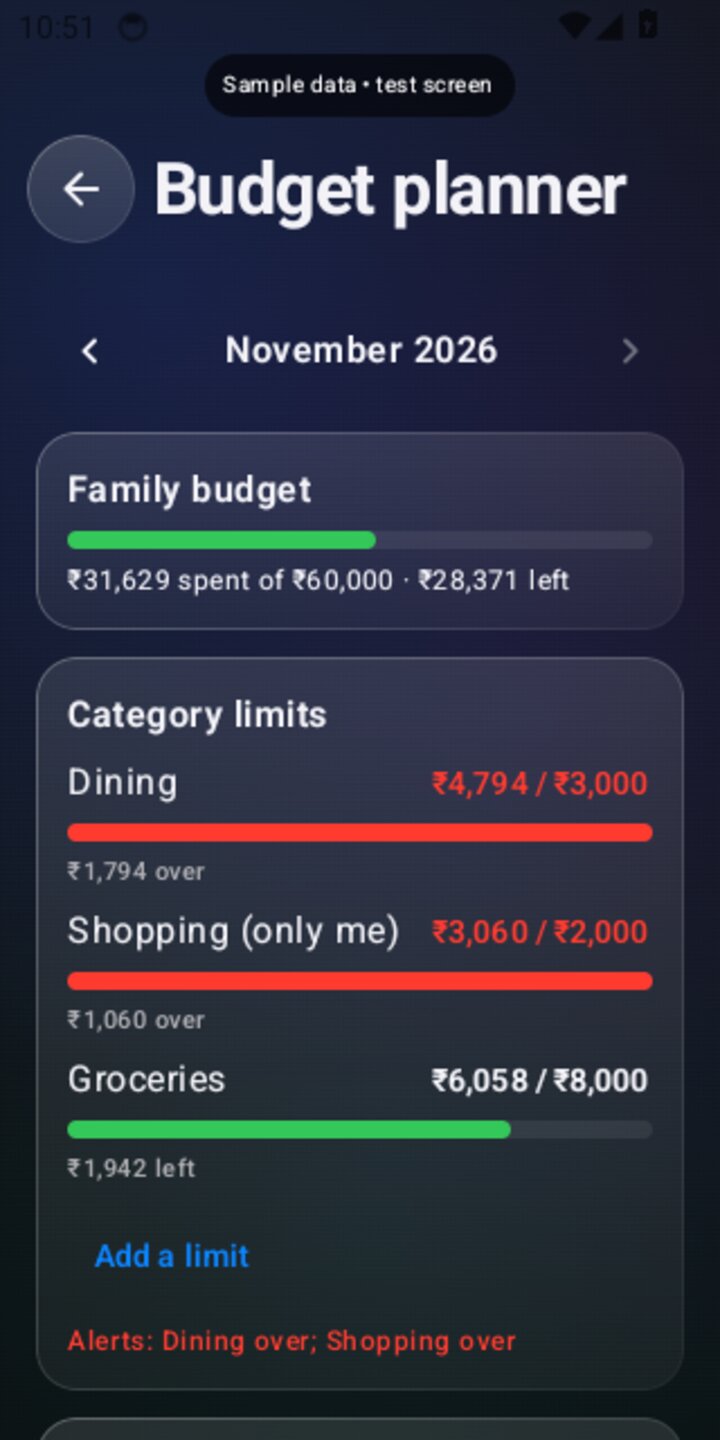 10:51
Sample data • test screen
Budget planner
November 2026
Family budget
₹31,629 spent of ₹60,000 · ₹28,371 left
Category limits
Dining ₹4,794 / ₹3,000
₹1,794 over
Shopping (only me) ₹3,060 / ₹2,000
₹1,060 over
Groceries ₹6,058 / ₹8,000
₹1,942 left
Add a limit
Alerts: Dining over; Shopping over